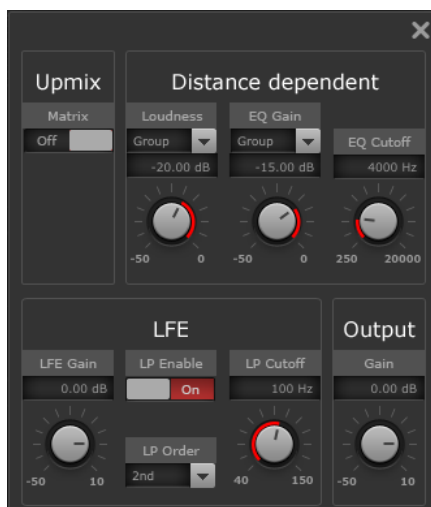 Upmix
Distance dependent
Matrix
Loudness
EQ Gain
Off
Group
Group
EQ Cutoff
-20.00 dB
-15.00 dB
4000 Hz
-50 0
-50 0
250 20000
LFE
Output
LFE Gain
LP Enable
LP Cutoff
Gain
0.00 dB
On
100 Hz
0.00 dB
LP Order
2nd
-50 10
40 150
-50 10